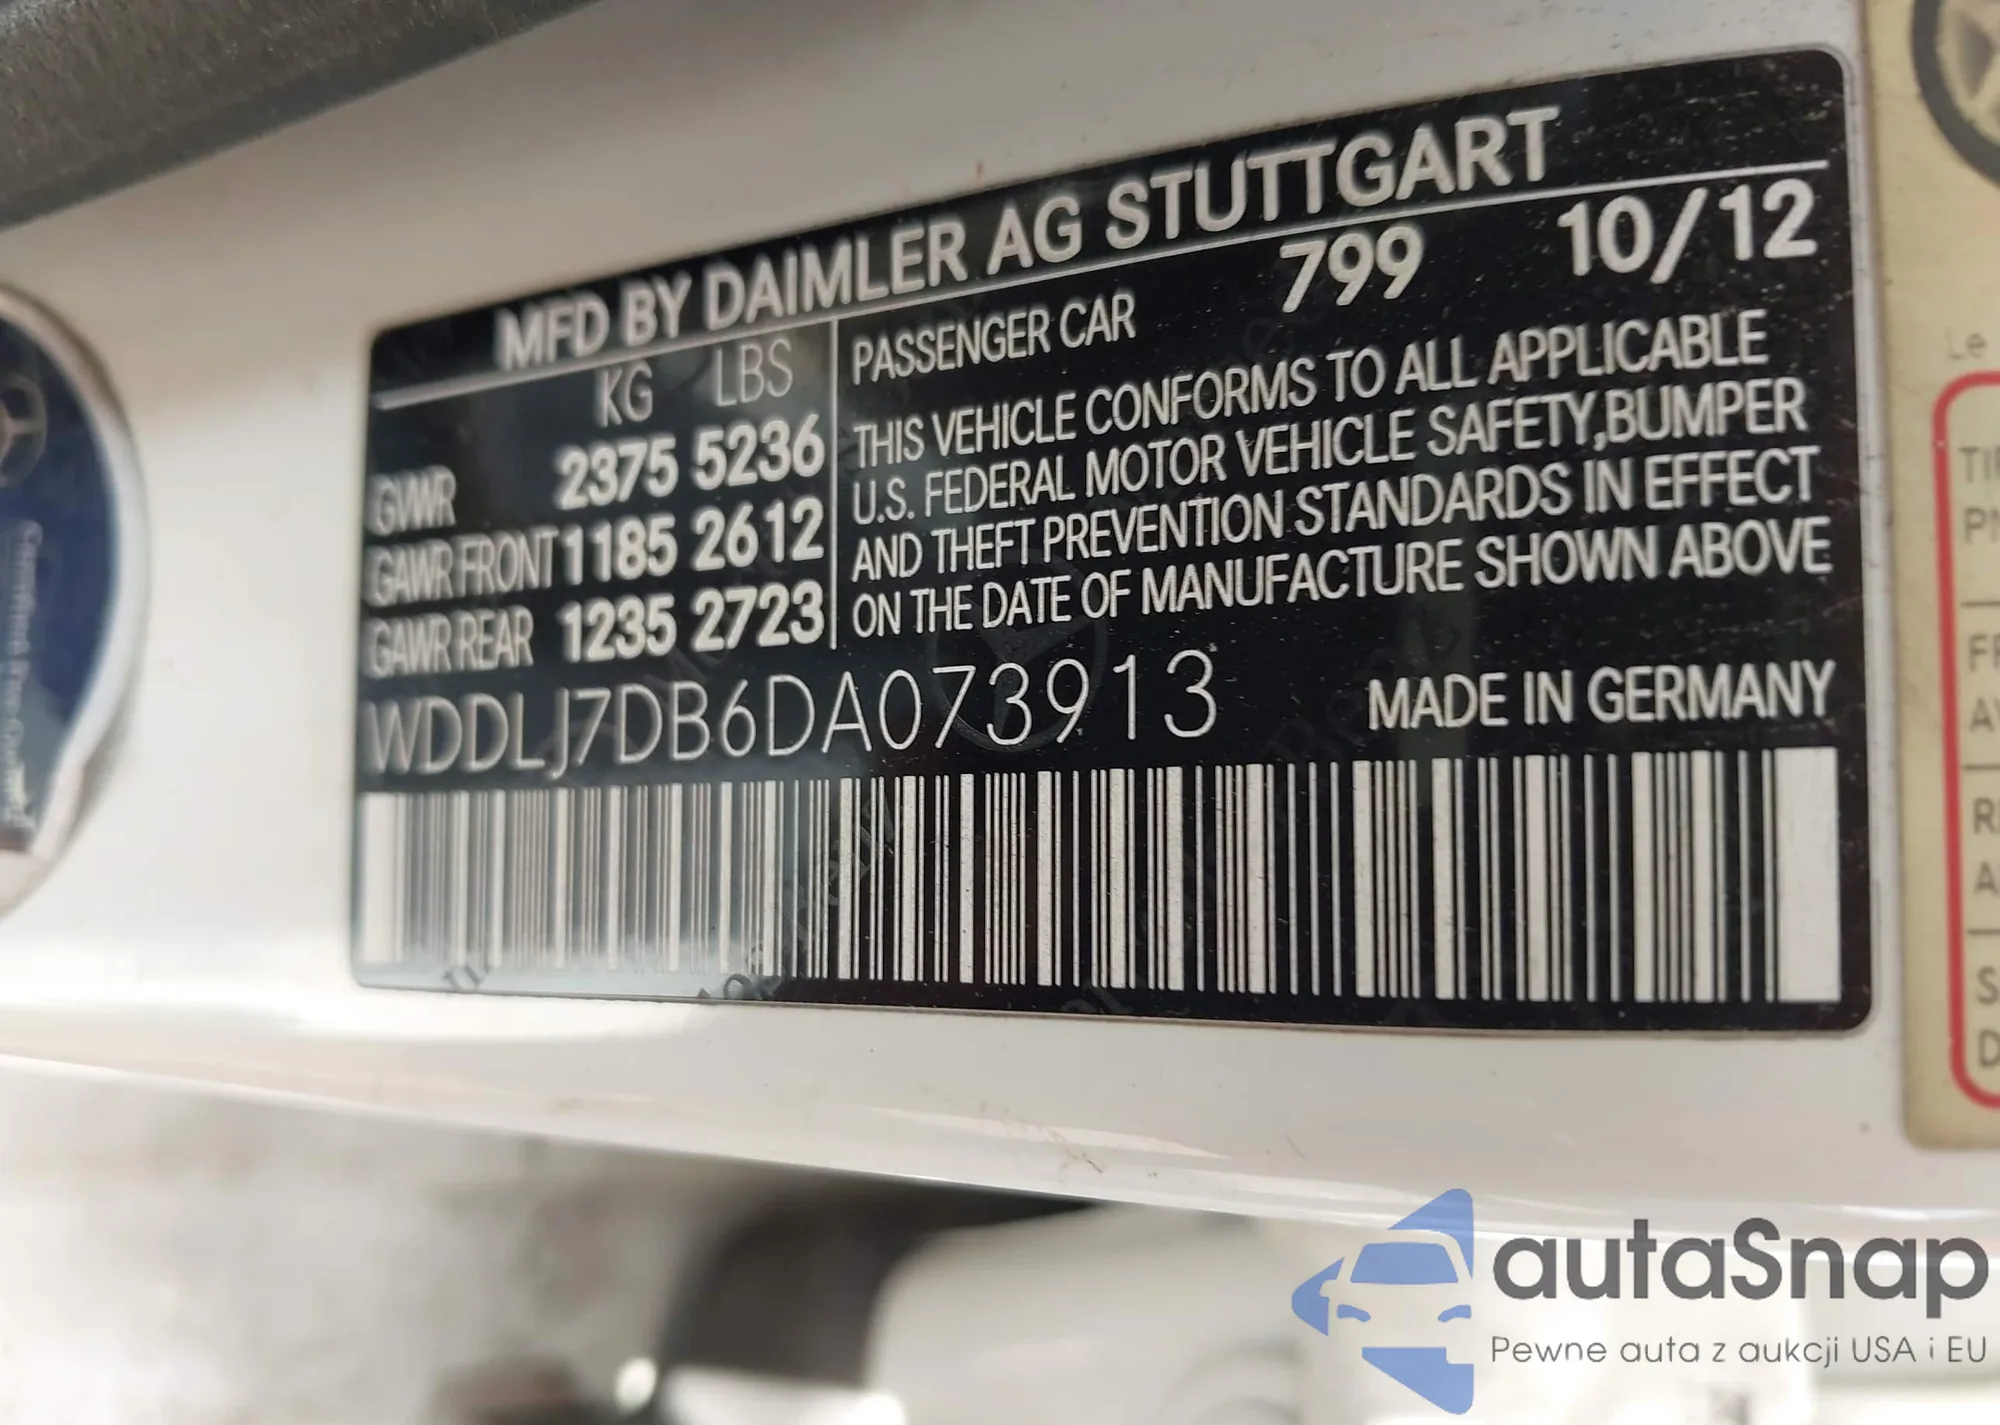 MFD BY DAIMLER AG STUTTGART
KG LBS
GVWR 2375 5236
GAWR FRONT 1185 2612
GAWR REAR 1235 2723
PASSENGER CAR 799 10/12
THIS VEHICLE CONFORMS TO ALL APPLICABLE
U.S. FEDERAL MOTOR VEHICLE SAFETY,BUMPER
AND THEFT PREVENTION STANDARDS IN EFFECT
ON THE DATE OF MANUFACTURE SHOWN ABOVE
WDDLJ7DB6DA073913 MADE IN GERMANY
Le
autaSnap
Pewne auta z aukcji USA i EU